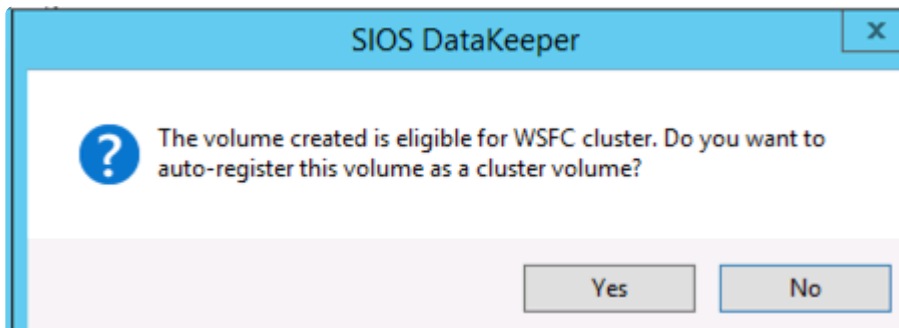 SIOS DataKeeper
x
The volume created is eligible for WSFC cluster. Do you want to
auto-register this volume as a cluster volume?
Yes
No